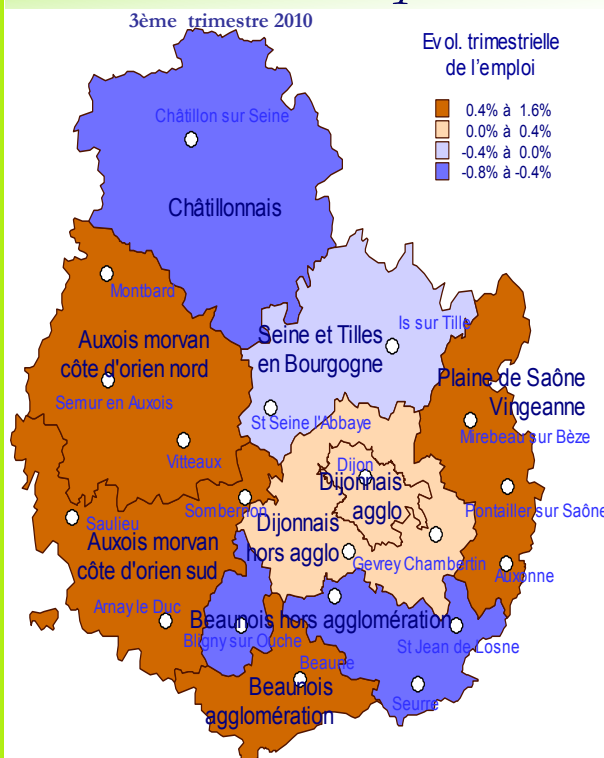 3ème trimestre 2010
Evol. trimestrielle
de l'emploi
0.4% à 1.6%
0.0% à 0.4%
-0.4% à 0.0%
-0.8% à -0.4%
Châtillon sur Seine
Châtillonnais
Montbard
Auxois morvan
côte d'orien nord
Semur en Auxois
Vitteaux
Seine et Tilles
en Bourgogne
Is sur Tille
St Seine l'Abbaye
Plaine de Saône
Vingeanne
Mirebeau sur Bèze
Pontailler sur Saône
Auxonne
Dijon
Dijonnais
agglo
Dijonnais
hors agglo
Gevrey Chambertin
Sombernon
Saulieu
Auxois morvan
côte d'orien sud
Arnay le Duc
Beaunois hors agglomération
Bligny sur Ouche
St Jean de Losne
Beaune
Beaunois
agglomération
Seurre